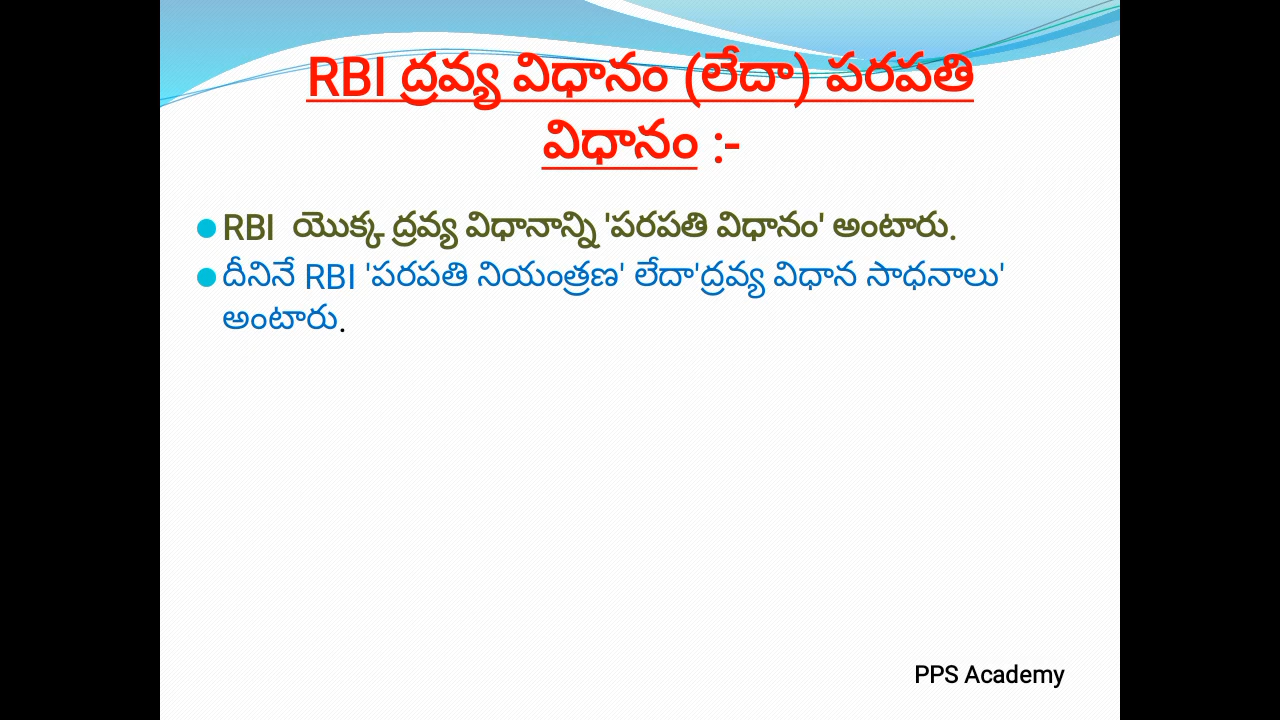 RBI ద్రవ్య విధానం (లేదా) పరపతి
విధానం :-
RBI యొక్క ద్రవ్య విధానాన్ని 'పరపతి విధానం' అంటారు.
దీనినే RBI 'పరపతి నియంత్రణ' లేదా'ద్రవ్య విధాన సాధనాలు'
అంటారు.
PPS Academy